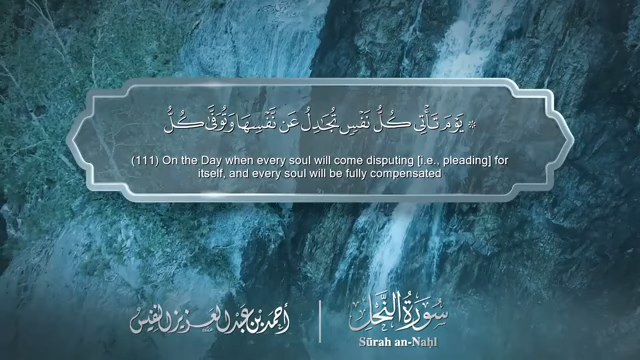 ۞ يَوْمَ تَأْتِي كُلُّ نَفْسٍ تُجَادِلُ عَن نَّفْسِهَا وَتُوَفَّىٰ كُلُّ
(111) On the Day when every soul will come disputing [i.e., pleading] for
itself, and every soul will be fully compensated
سورة النحل
Sūrah an-Naḥl
أحمد بن عبد العزيز النفيس